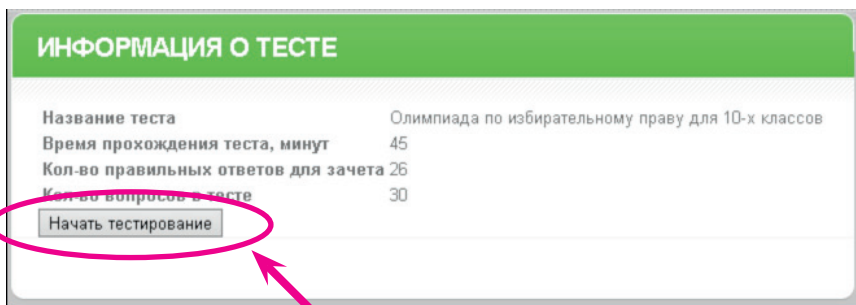 ИНФОРМАЦИЯ О ТЕСТЕ
Название теста Олимпиада по избирательному праву для 10-х классов
Время прохождения теста, минут 45
Кол-во правильных ответов для зачета 26
Кол-во вопросов в тесте 30
Начать тестирование